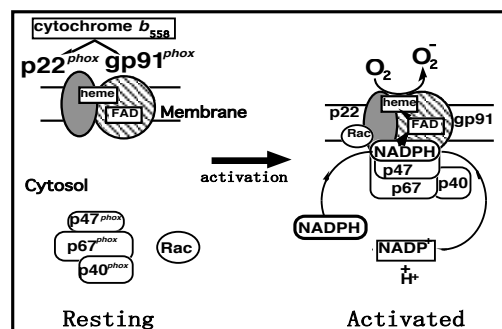 cytochrome b558
p22phox gp91phox
heme
FAD
Membrane
Cytosol
p47phox
p67phox
p40phox
Rac
Resting
activation
O2 O2-
p22 heme gp91
FAD
Rac
NADPH
p47
p67 p40
NADPH
NADP+
+
H+
Activated